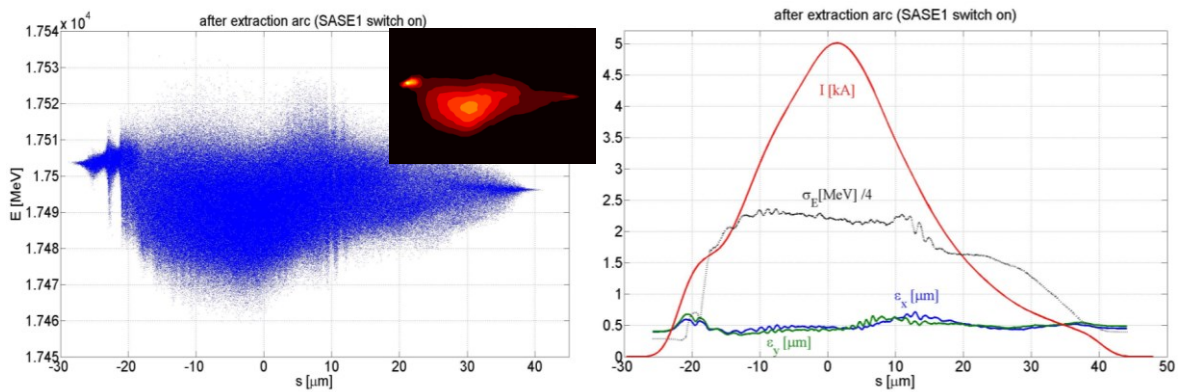 after extraction arc (SASE1 switch on)
1.754 x 10⁴
1.753
1.752
1.751
1.75
1.749
1.748
1.747
1.746
1.745
E [MeV]
-30 -20 -10 0 10 20 30 40
s [μm]
after extraction arc (SASE1 switch on)
5
4.5
4
3.5
3
2.5
2
1.5
1
0.5
0
I [kA]
σ_E[MeV] /4
ε_x [μm]
ε_y [μm]
-30 -20 -10 0 10 20 30 40 50
s [μm]